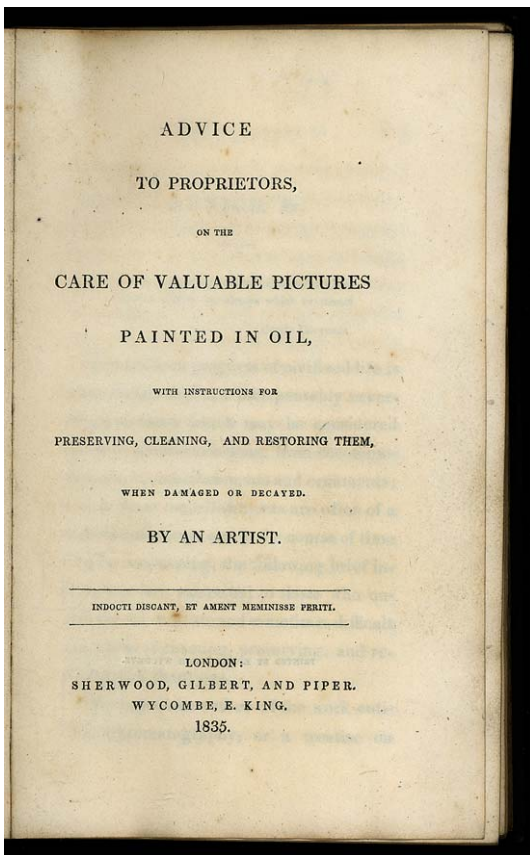 ADVICE
TO PROPRIETORS,
ON THE
CARE OF VALUABLE PICTURES
PAINTED IN OIL,
WITH INSTRUCTIONS FOR
PRESERVING, CLEANING, AND RESTORING THEM,
WHEN DAMAGED OR DECAYED.
BY AN ARTIST.
INDOCTI DISCANT, ET AMENT MEMINISSE PERITI.
LONDON:
SHERWOOD, GILBERT, AND PIPER.
WYCOMBE, E. KING.
1835.